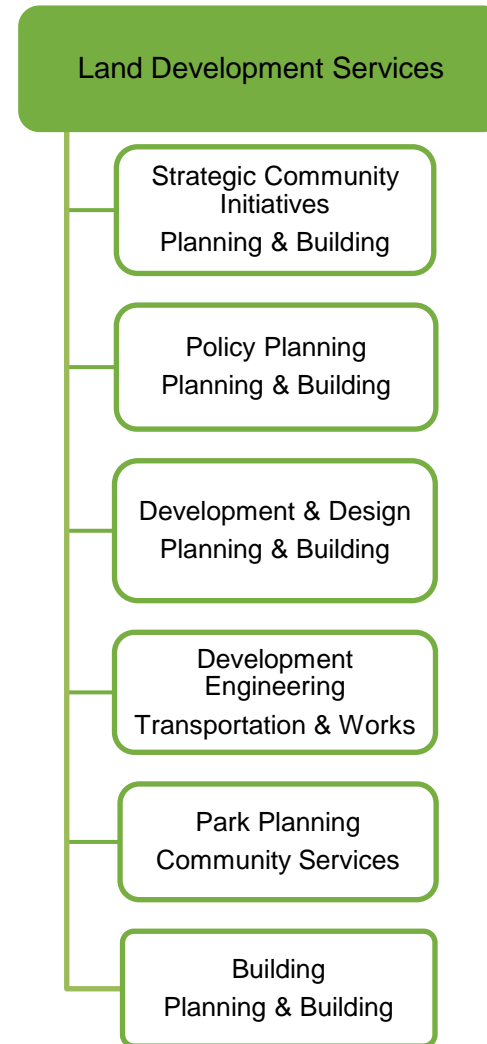 Land Development Services
Strategic Community
Initiatives
Planning & Building
Policy Planning
Planning & Building
Development & Design
Planning & Building
Development
Engineering
Transportation & Works
Park Planning
Community Services
Building
Planning & Building